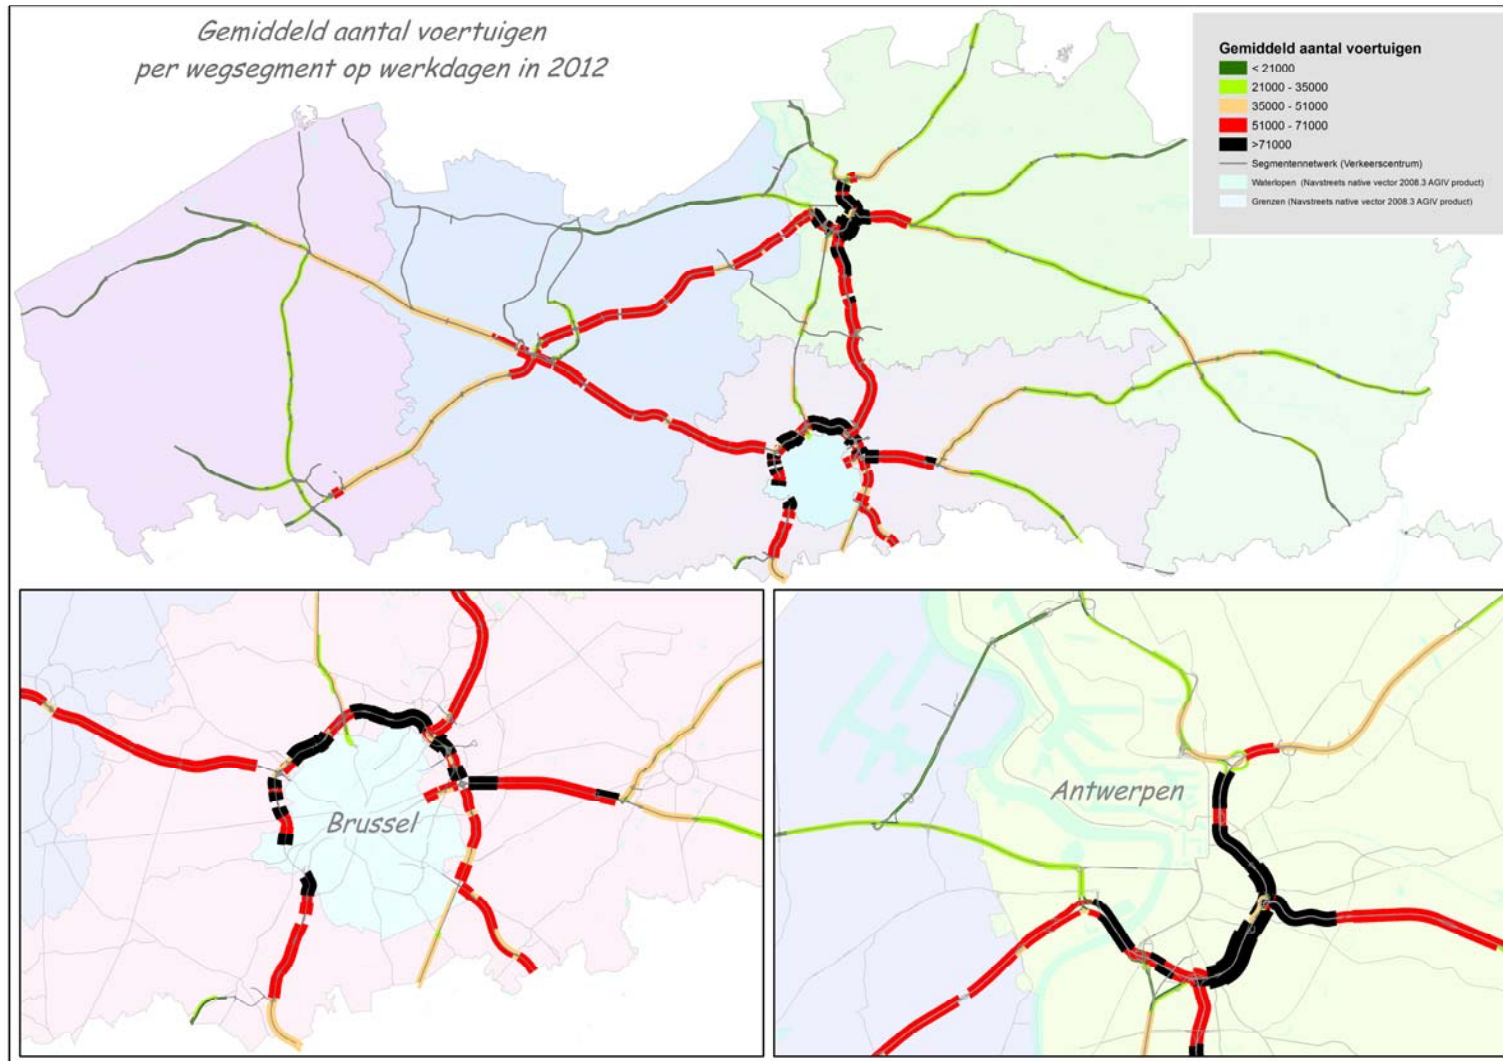 Gemiddeld aantal voertuigen
per wegsegment op werkdagen in 2012
Gemiddeld aantal voertuigen
< 21000
21000 - 35000
35000 - 51000
51000 - 71000
>71000
Segmentennetwerk (Verkeerscentrum)
Waterlopen (Navstreets native vector 2008.3 AGIV product)
Grenzen (Navstreets native vector 2008.3 AGIV product)
Brussel
Antwerpen